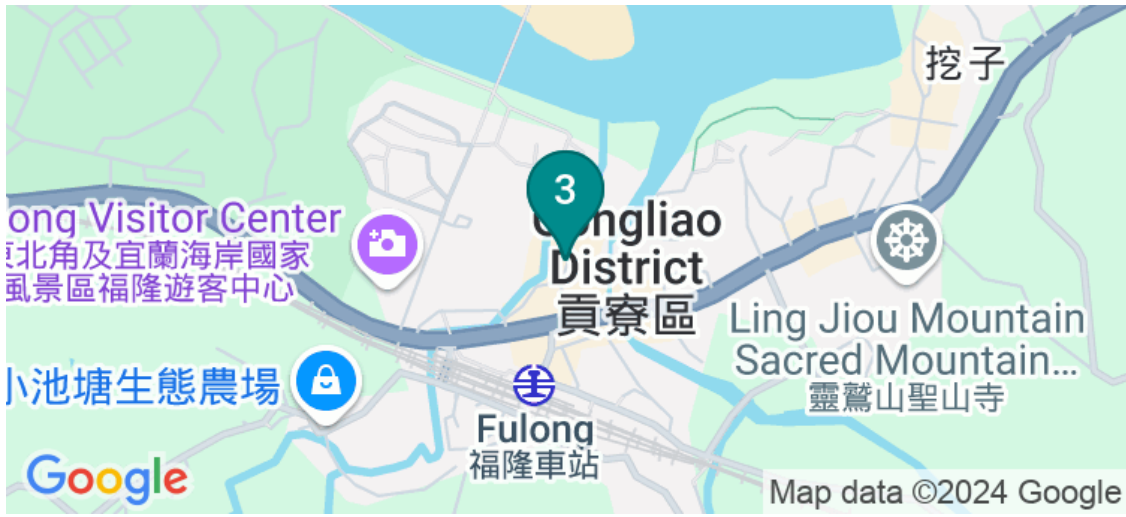 挖子
3
ong Visitor Center
東北角及宜蘭海岸國家
風景區福隆遊客中心
Gongliao
District
貢寮區
Ling Jiou Mountain
Sacred Mountain...
靈鷲山聖山寺
小池塘生態農場
Fulong
福隆車站
Google
Map data ©2024 Google